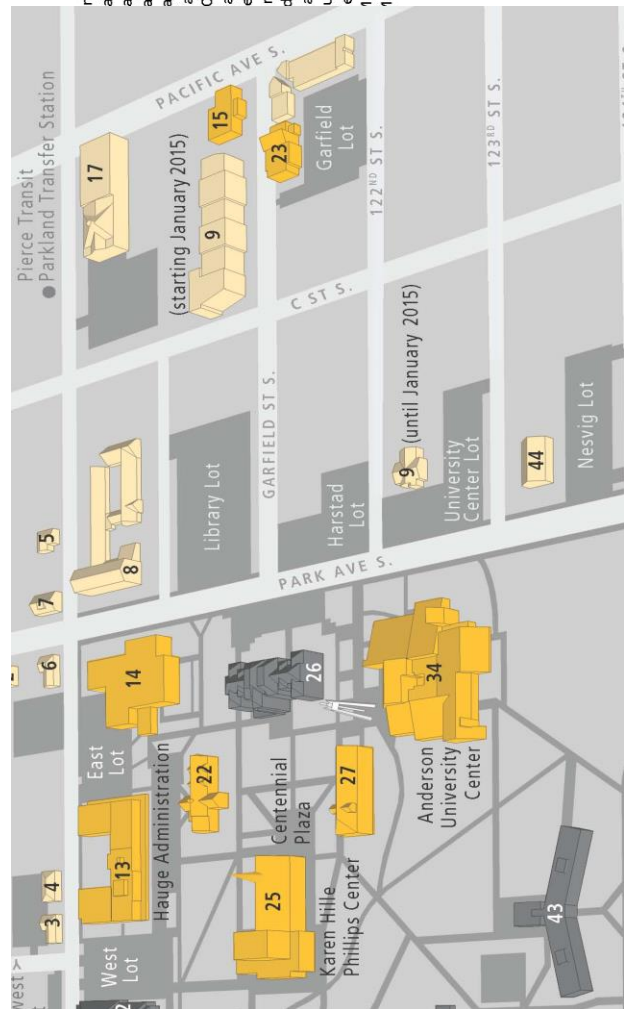 Pierce Transit
Parkland Transfer Station
3
4
6
7
5
17
West
Lot
13
East
Lot
14
8
PACIFIC AVE S.
Hauge Administration
22
Library Lot
(starting January 2015)
9
15
C ST S.
25
Centennial
Plaza
26
GARFIELD ST S.
23
Karen Hille
Phillips Center
27
PARK AVE S.
Harstad
Lot
Garfield
Lot
122ND ST S.
34
9 (until January 2015)
Anderson
University
Center
University
Center Lot
123RD ST S.
43
44
Nesvig Lot